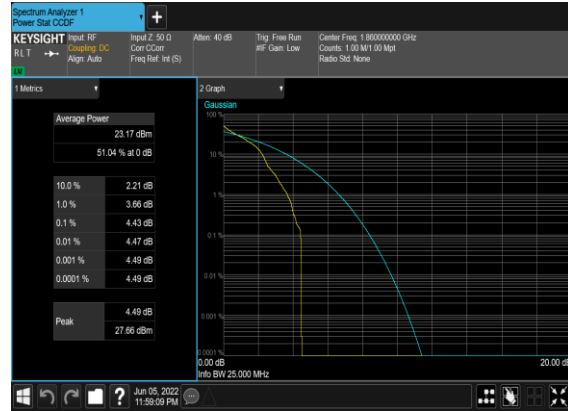 Spectrum Analyzer 1
Power Stat CCDF
KEYSIGHT
RLT
Input: RF
Coupling: DC
Align: Auto
Input Z: 50 Ω
Corr CCorr
Freq Ref: Int (S)
Atten: 40 dB
Trig: Free Run
#IF Gain: Low
Center Freq: 1.860000000 GHz
Counts: 1.00 M/1.00 Mpt
Radio Std: None
1 Metrics
Average Power
23.17 dBm
51.04 % at 0 dB
10.0 % 2.21 dB
1.0 % 3.66 dB
0.1 % 4.43 dB
0.01 % 4.47 dB
0.001 % 4.49 dB
0.0001 % 4.49 dB
Peak
4.49 dB
27.66 dBm
2 Graph
Gaussian
100 %
10 %
1 %
0.1 %
0.01 %
0.001 %
0.0001 %
0.00 dB 20.00 dB
Info BW 25.000 MHz
Jun 05, 2022
11:59:09 PM